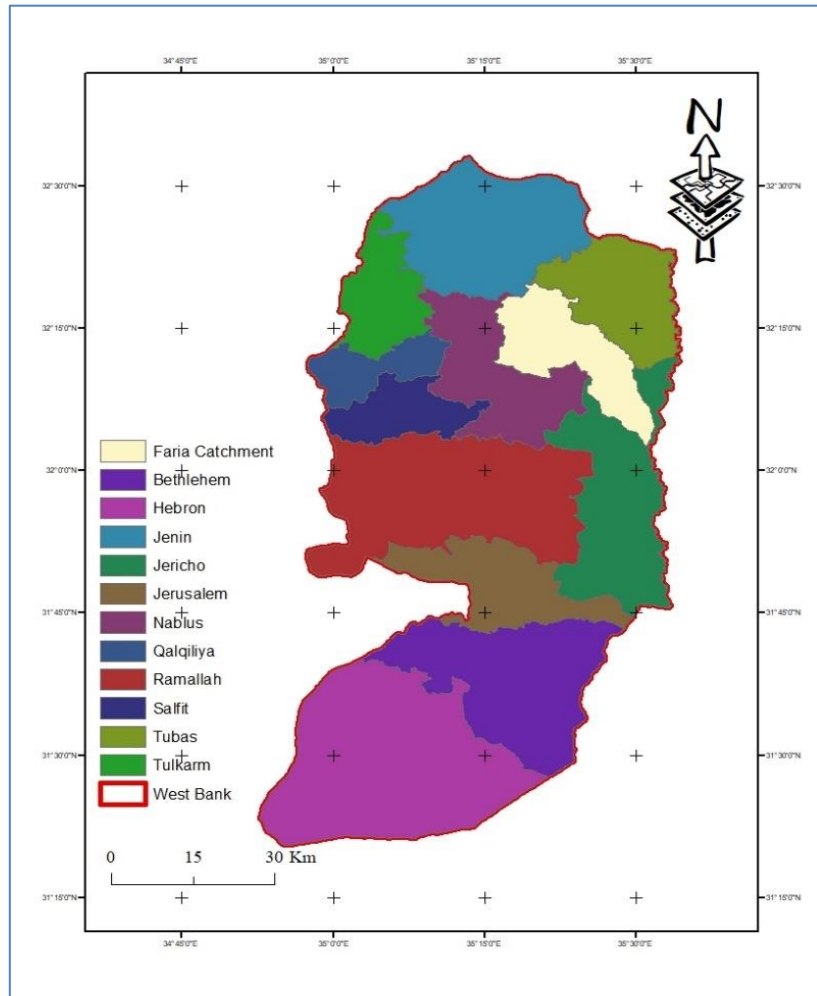 34°45'0"E 35°0'0"E 35°15'0"E 35°30'0"E
N
32°30'0"N 32°30'0"N
32°15'0"N 32°15'0"N
32°0'0"N 32°0'0"N
31°45'0"N 31°45'0"N
31°30'0"N 31°30'0"N
31°15'0"N 31°15'0"N
Faria Catchment
Bethlehem
Hebron
Jenin
Jericho
Jerusalem
Nablus
Qalqiliya
Ramallah
Salfit
Tubas
Tulkarm
West Bank
0 15 30 Km
34°45'0"E 35°0'0"E 35°15'0"E 35°30'0"E